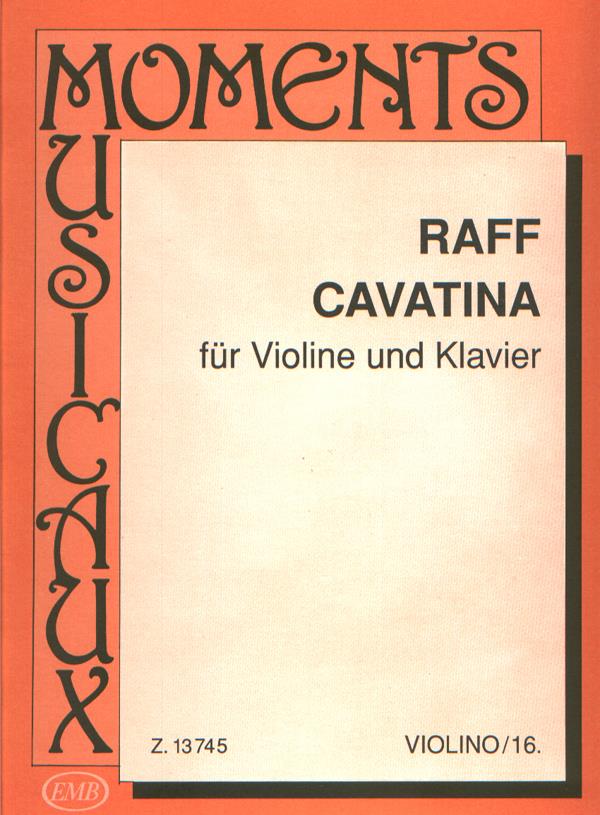 MOMENTS
MUSICAUX
RAFF
CAVATINA
für Violine und Klavier
Z. 13745
VIOLINO/16.
EMB